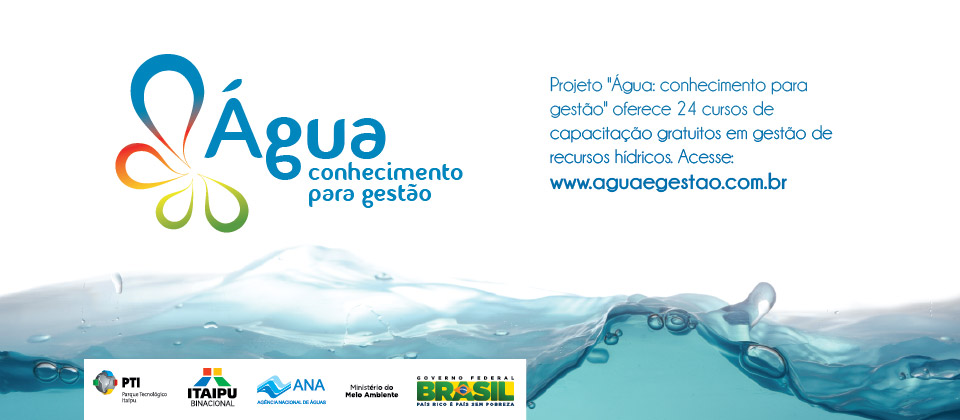 Água
conhecimento
para gestão
Projeto "Água: conhecimento para
gestão" oferece 24 cursos de
capacitação gratuitos em gestão de
recursos hídricos. Acesse:
www.aguaegestao.com.br
PTI
Parque Tecnológico
Itaipu
ITAIPU
BINACIONAL
ANA
AGÊNCIA NACIONAL DE ÁGUAS
Ministério do
Meio Ambiente
GOVERNO FEDERAL
BRASIL
PAÍS RICO É PAÍS SEM POBREZA